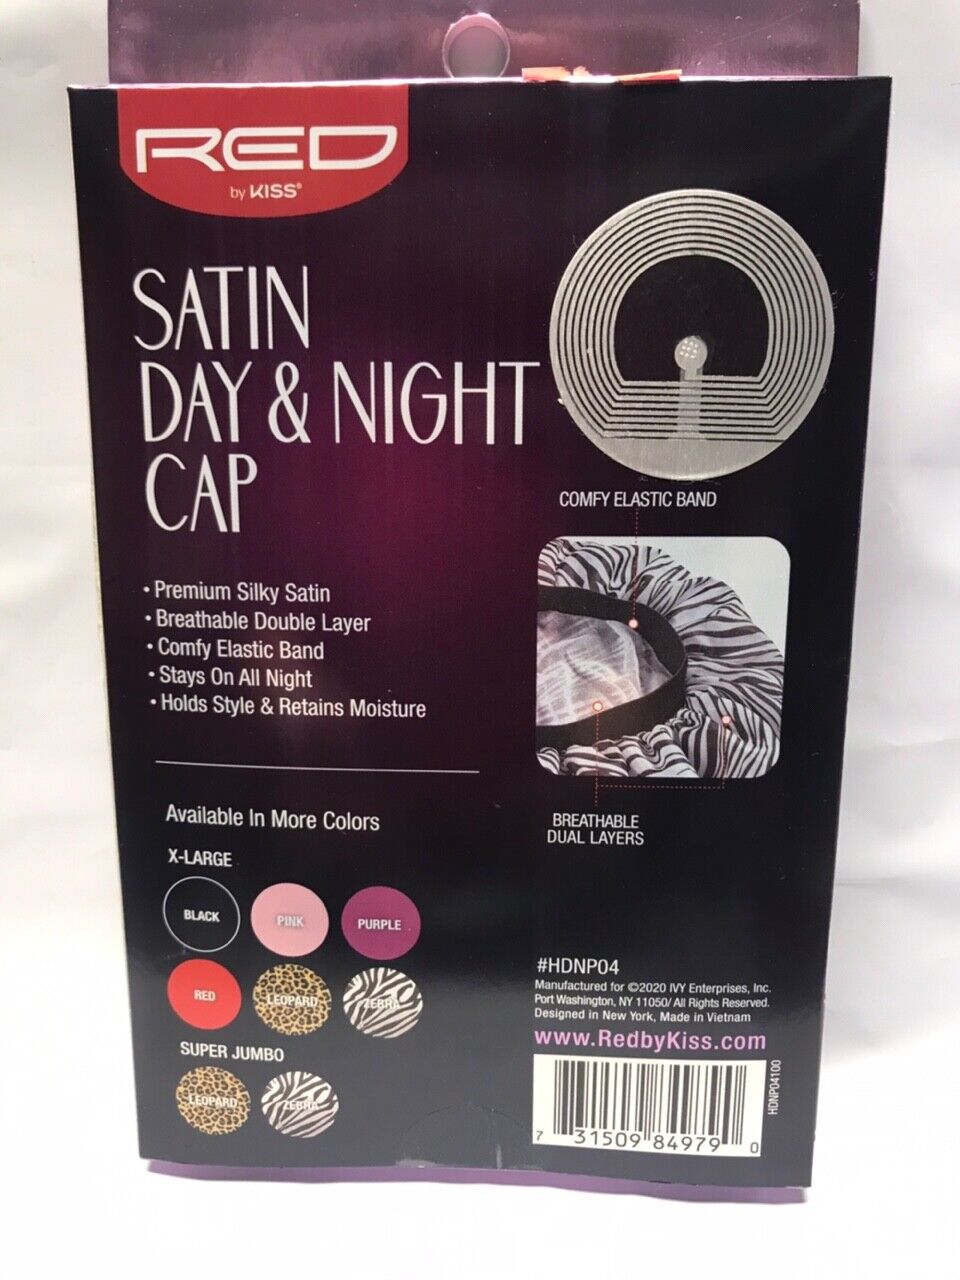 RED
by KISS®
SATIN
DAY & NIGHT
CAP
• Premium Silky Satin
• Breathable Double Layer
• Comfy Elastic Band
• Stays On All Night
• Holds Style & Retains Moisture
Available In More Colors
X-LARGE
BLACK
PINK
PURPLE
RED
LEOPARD
ZEBRA
SUPER JUMBO
LEOPARD
ZEBRA
COMFY ELASTIC BAND
BREATHABLE
DUAL LAYERS
#HDNP04
Manufactured for ©2020 IVY Enterprises, Inc.
Port Washington, NY 11050/ All Rights Reserved.
Designed in New York, Made in Vietnam
www.RedbyKiss.com
HDNP04100
7 31509 84979 0